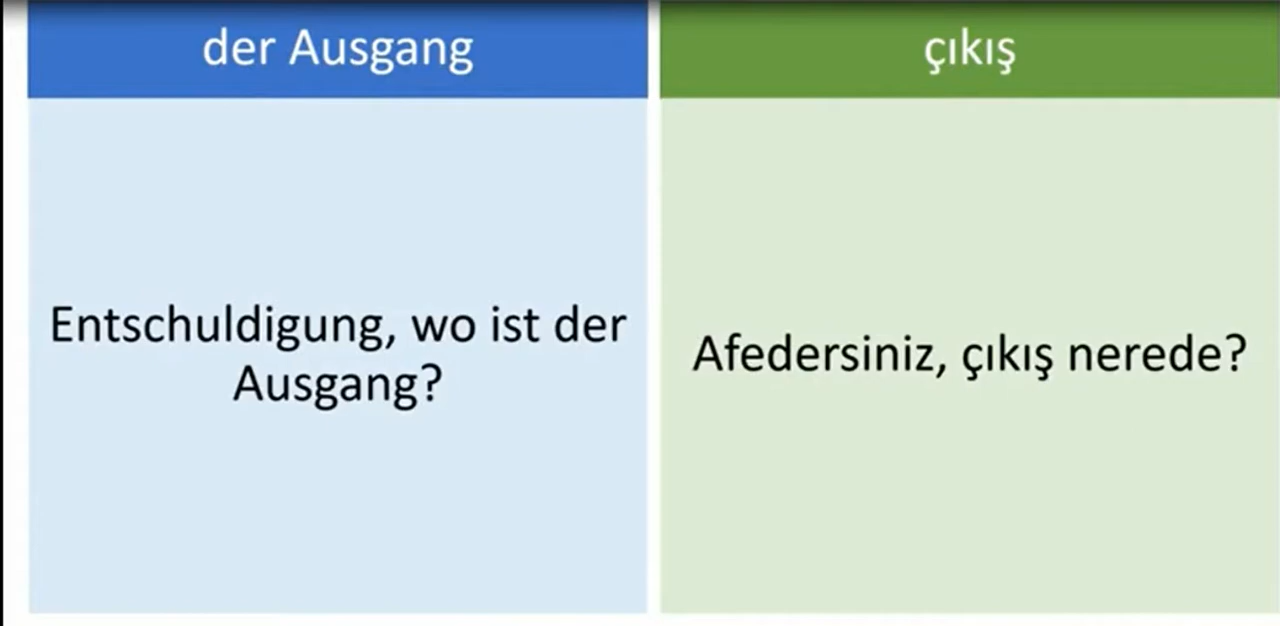 der Ausgang
çıkış
Entschuldigung, wo ist der
Ausgang?
Afedersiniz, çıkış nerede?